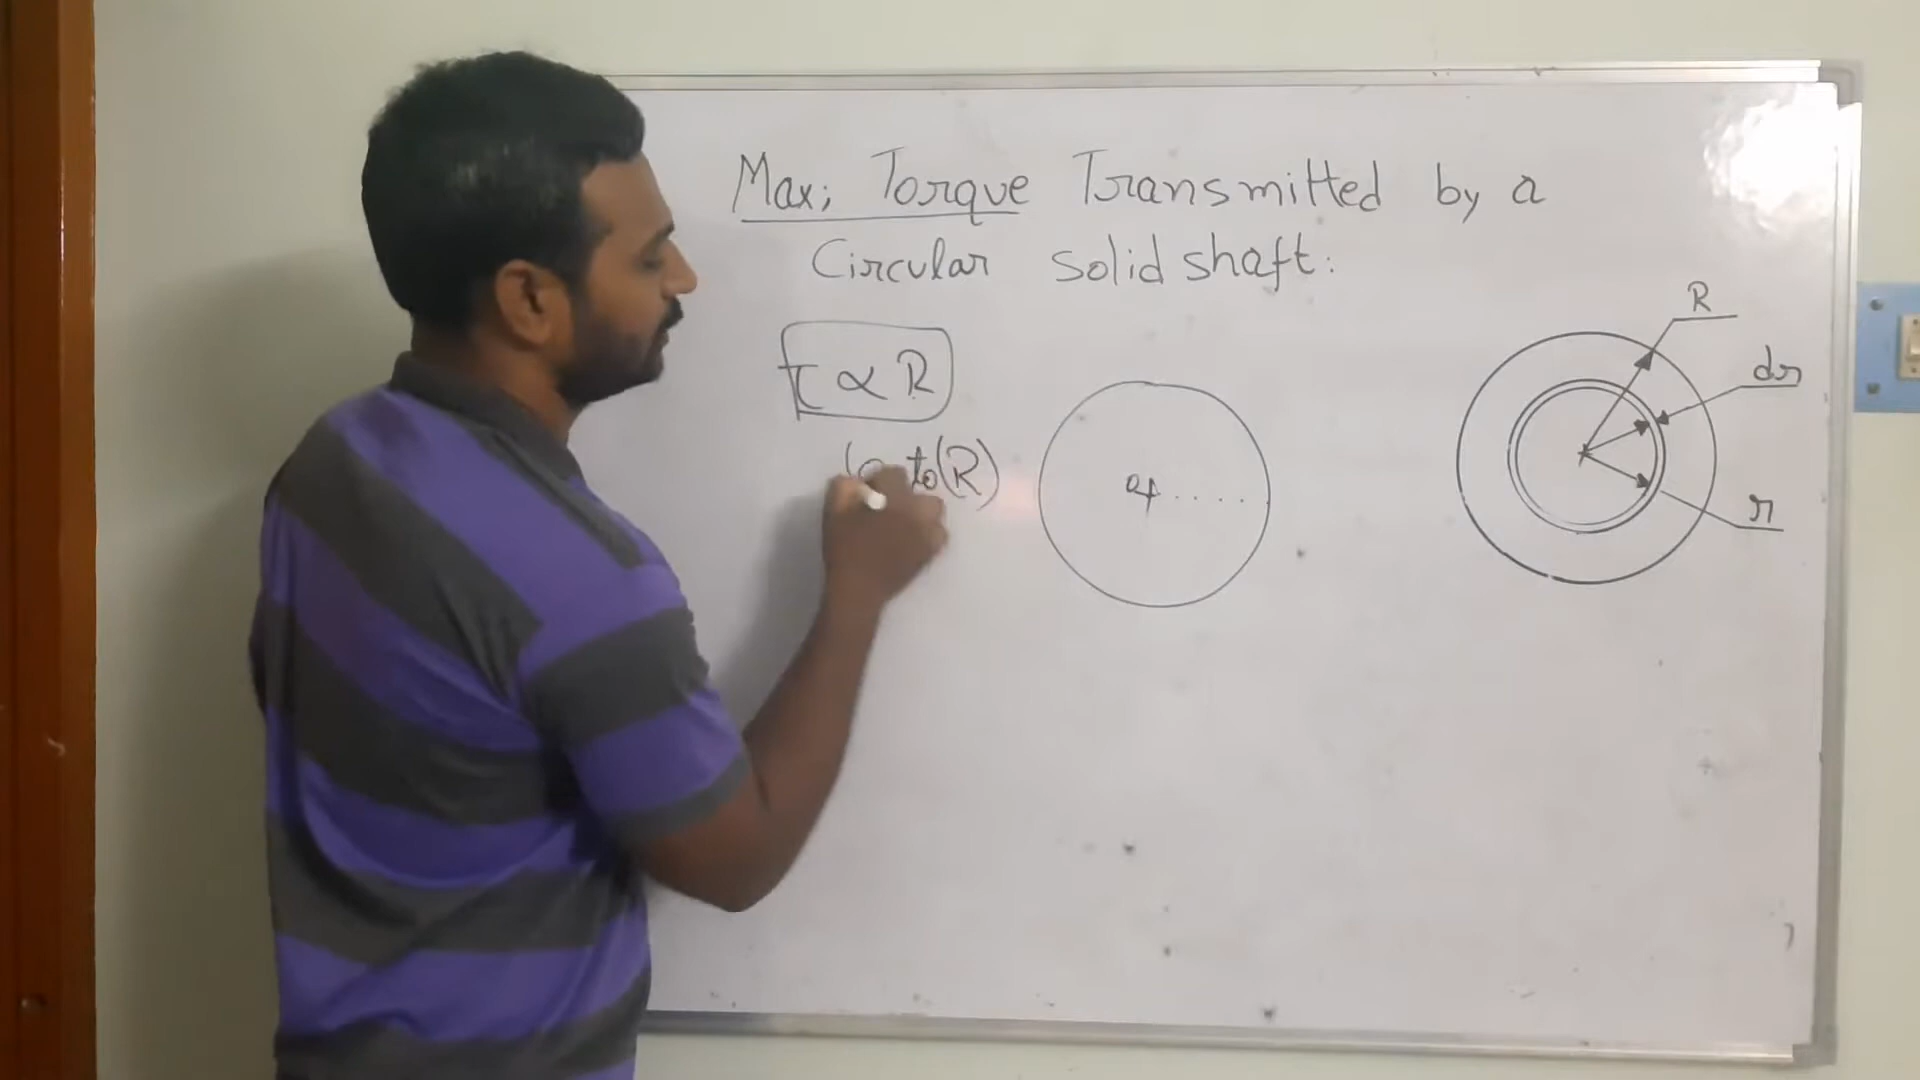 Max; Torque Transmitted by a
Circular solid shaft:
τ ∝ R
to (R)
R
dr
r